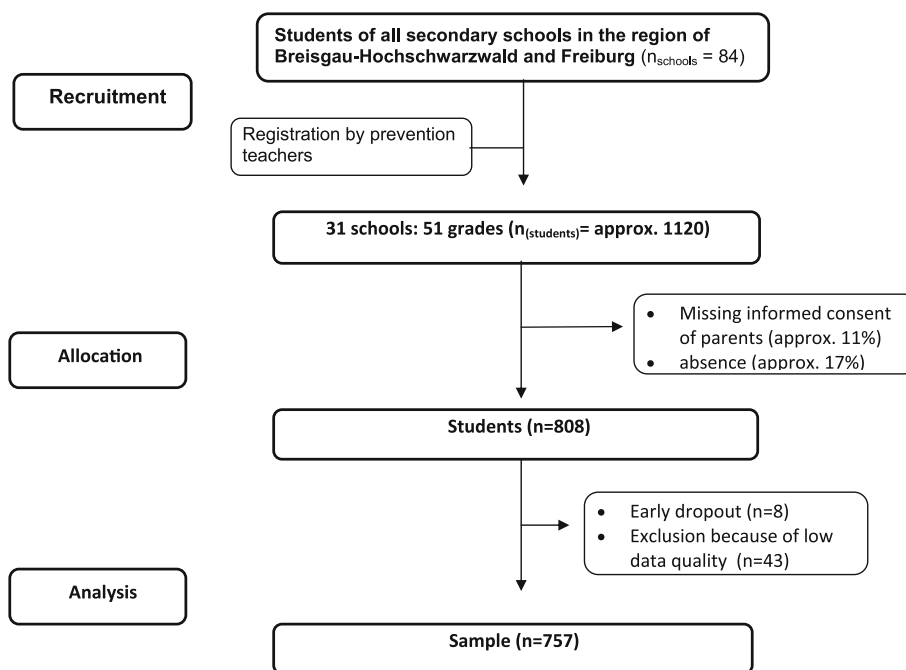 Students of all secondary schools in the region of
Breisgau-Hochschwarzwald and Freiburg (nschools = 84)
Recruitment
Registration by prevention
teachers
31 schools: 51 grades (n(students)= approx. 1120)
• Missing informed consent
of parents (approx. 11%)
• absence (approx. 17%)
Allocation
Students (n=808)
• Early dropout (n=8)
• Exclusion because of low
data quality (n=43)
Analysis
Sample (n=757)